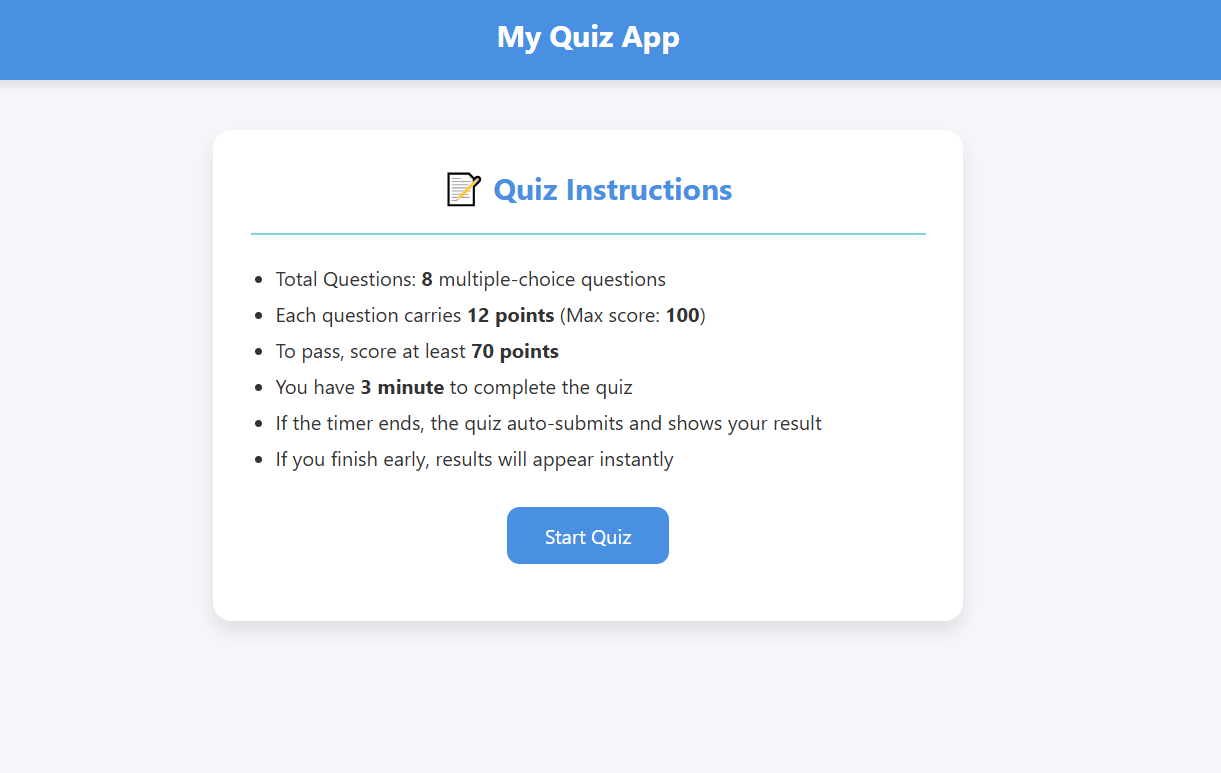 My Quiz App
Quiz Instructions
Total Questions: 8 multiple-choice questions
Each question carries 12 points (Max score: 100)
To pass, score at least 70 points
You have 3 minute to complete the quiz
If the timer ends, the quiz auto-submits and shows your result
If you finish early, results will appear instantly
Start Quiz